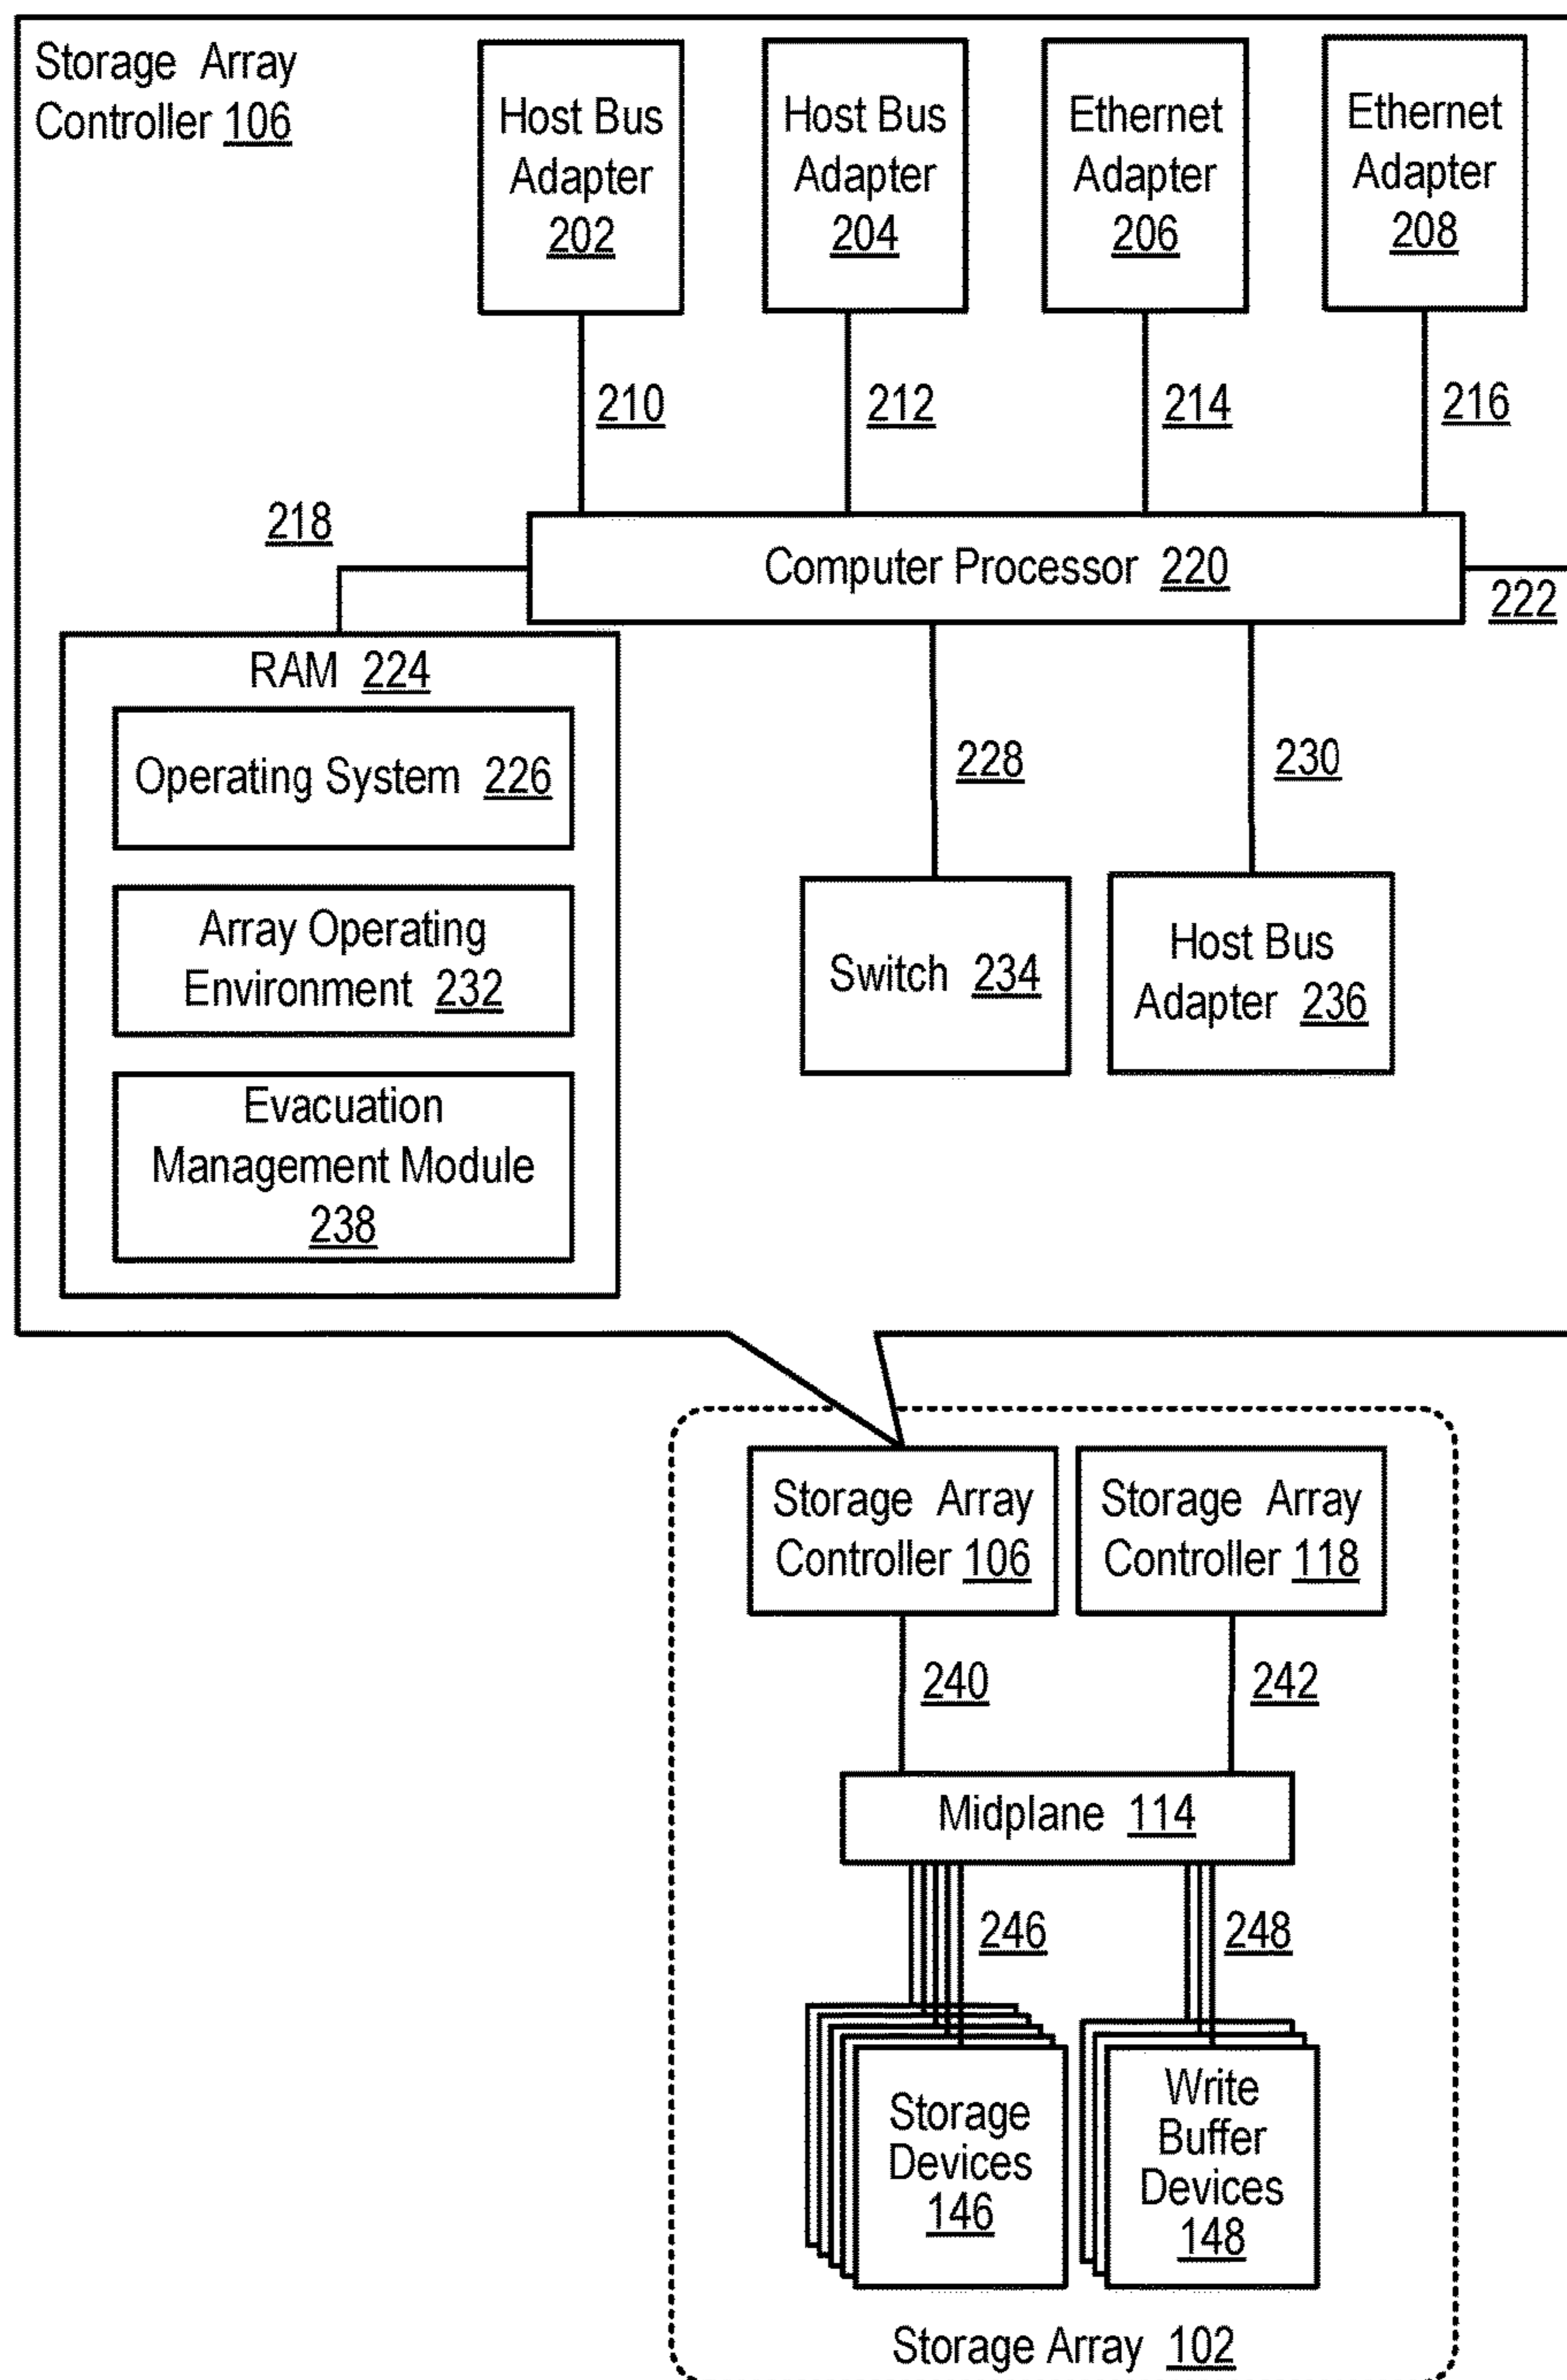 Storage Array
Controller 106
Host Bus
Adapter
202
Host Bus
Adapter
204
Ethernet
Adapter
206
Ethernet
Adapter
208
210
212
214
216
218
Computer Processor 220
222
RAM 224
Operating System 226
Array Operating
Environment 232
Evacuation
Management Module
238
228
230
Switch 234
Host Bus
Adapter 236
Storage Array
Controller 106
Storage Array
Controller 118
240
242
Midplane 114
246
248
Storage
Devices
146
Write
Buffer
Devices
148
Storage Array 102